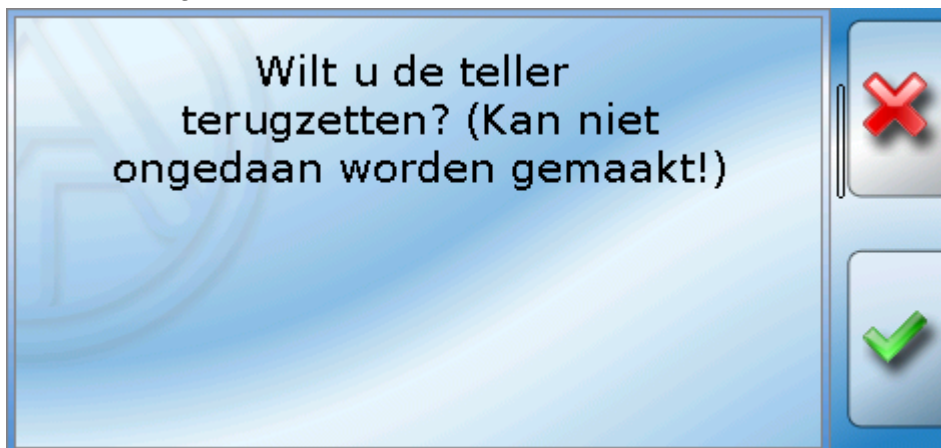 Wilt u de teller
terugzetten? (Kan niet
ongedaan worden gemaakt!)